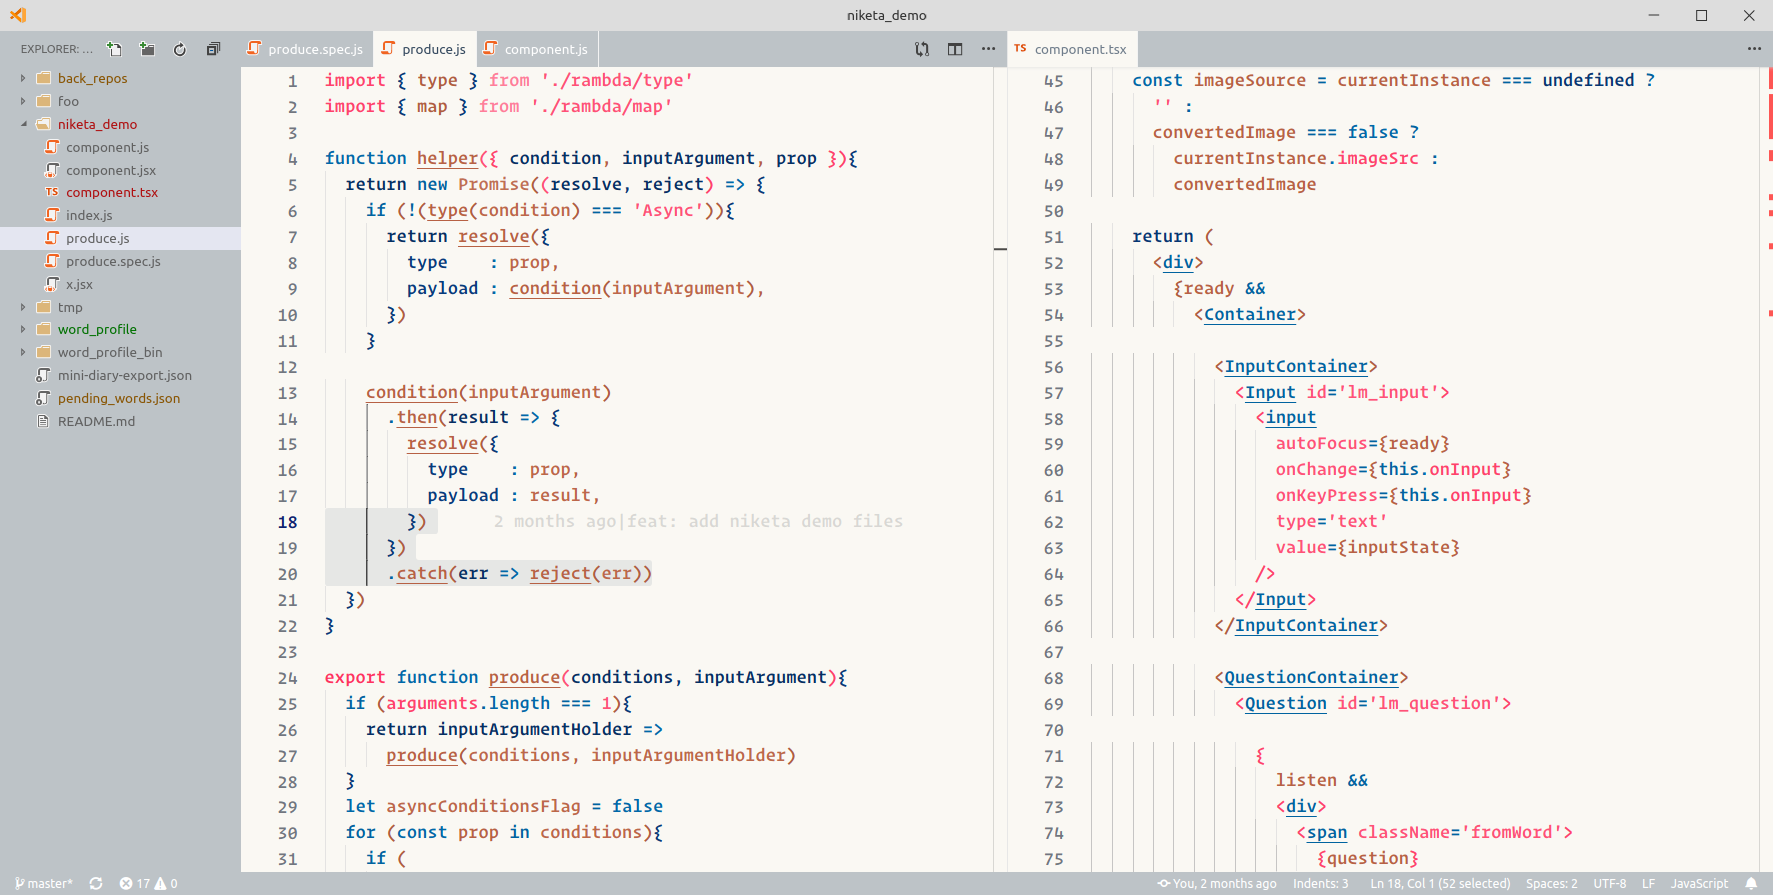 niketa_demo
EXPLORER: ...
back_repos
foo
niketa_demo
component.js
component.jsx
TS component.tsx
index.js
produce.js
produce.spec.js
x.jsx
tmp
word_profile
word_profile_bin
mini-diary-export.json
pending_words.json
README.md
produce.spec.js
produce.js
component.js
1 import { type } from './rambda/type'
2 import { map } from './rambda/map'
3
4 function helper({ condition, inputArgument, prop }){
5 return new Promise((resolve, reject) => {
6 if (!(type(condition) === 'Async')){
7 return resolve({
8 type : prop,
9 payload : condition(inputArgument),
10 })
11 }
12
13 condition(inputArgument)
14 .then(result => {
15 resolve({
16 type : prop,
17 payload : result,
18 }) 2 months ago|feat: add niketa demo files
19 })
20 .catch(err => reject(err))
21 })
22 }
23
24 export function produce(conditions, inputArgument){
25 if (arguments.length === 1){
26 return inputArgumentHolder =>
27 produce(conditions, inputArgumentHolder)
28 }
29 let asyncConditionsFlag = false
30 for (const prop in conditions){
31 if (
TS component.tsx
45 const imageSource = currentInstance === undefined ?
46 '' :
47 convertedImage === false ?
48 currentInstance.imageSrc :
49 convertedImage
50
51 return (
52 <div>
53 {ready &&
54 <Container>
55
56 <InputContainer>
57 <Input id='lm_input'>
58 <input
59 autoFocus={ready}
60 onChange={this.onInput}
61 onKeyPress={this.onInput}
62 type='text'
63 value={inputState}
64 />
65 </Input>
66 </InputContainer>
67
68 <QuestionContainer>
69 <Question id='lm_question'>
70
71 {
72 listen &&
73 <div>
74 <span className='fromWord'>
75 {question}
master* 17 0
You, 2 months ago Indents: 3 Ln 18, Col 1 (52 selected) Spaces: 2 UTF-8 LF JavaScript